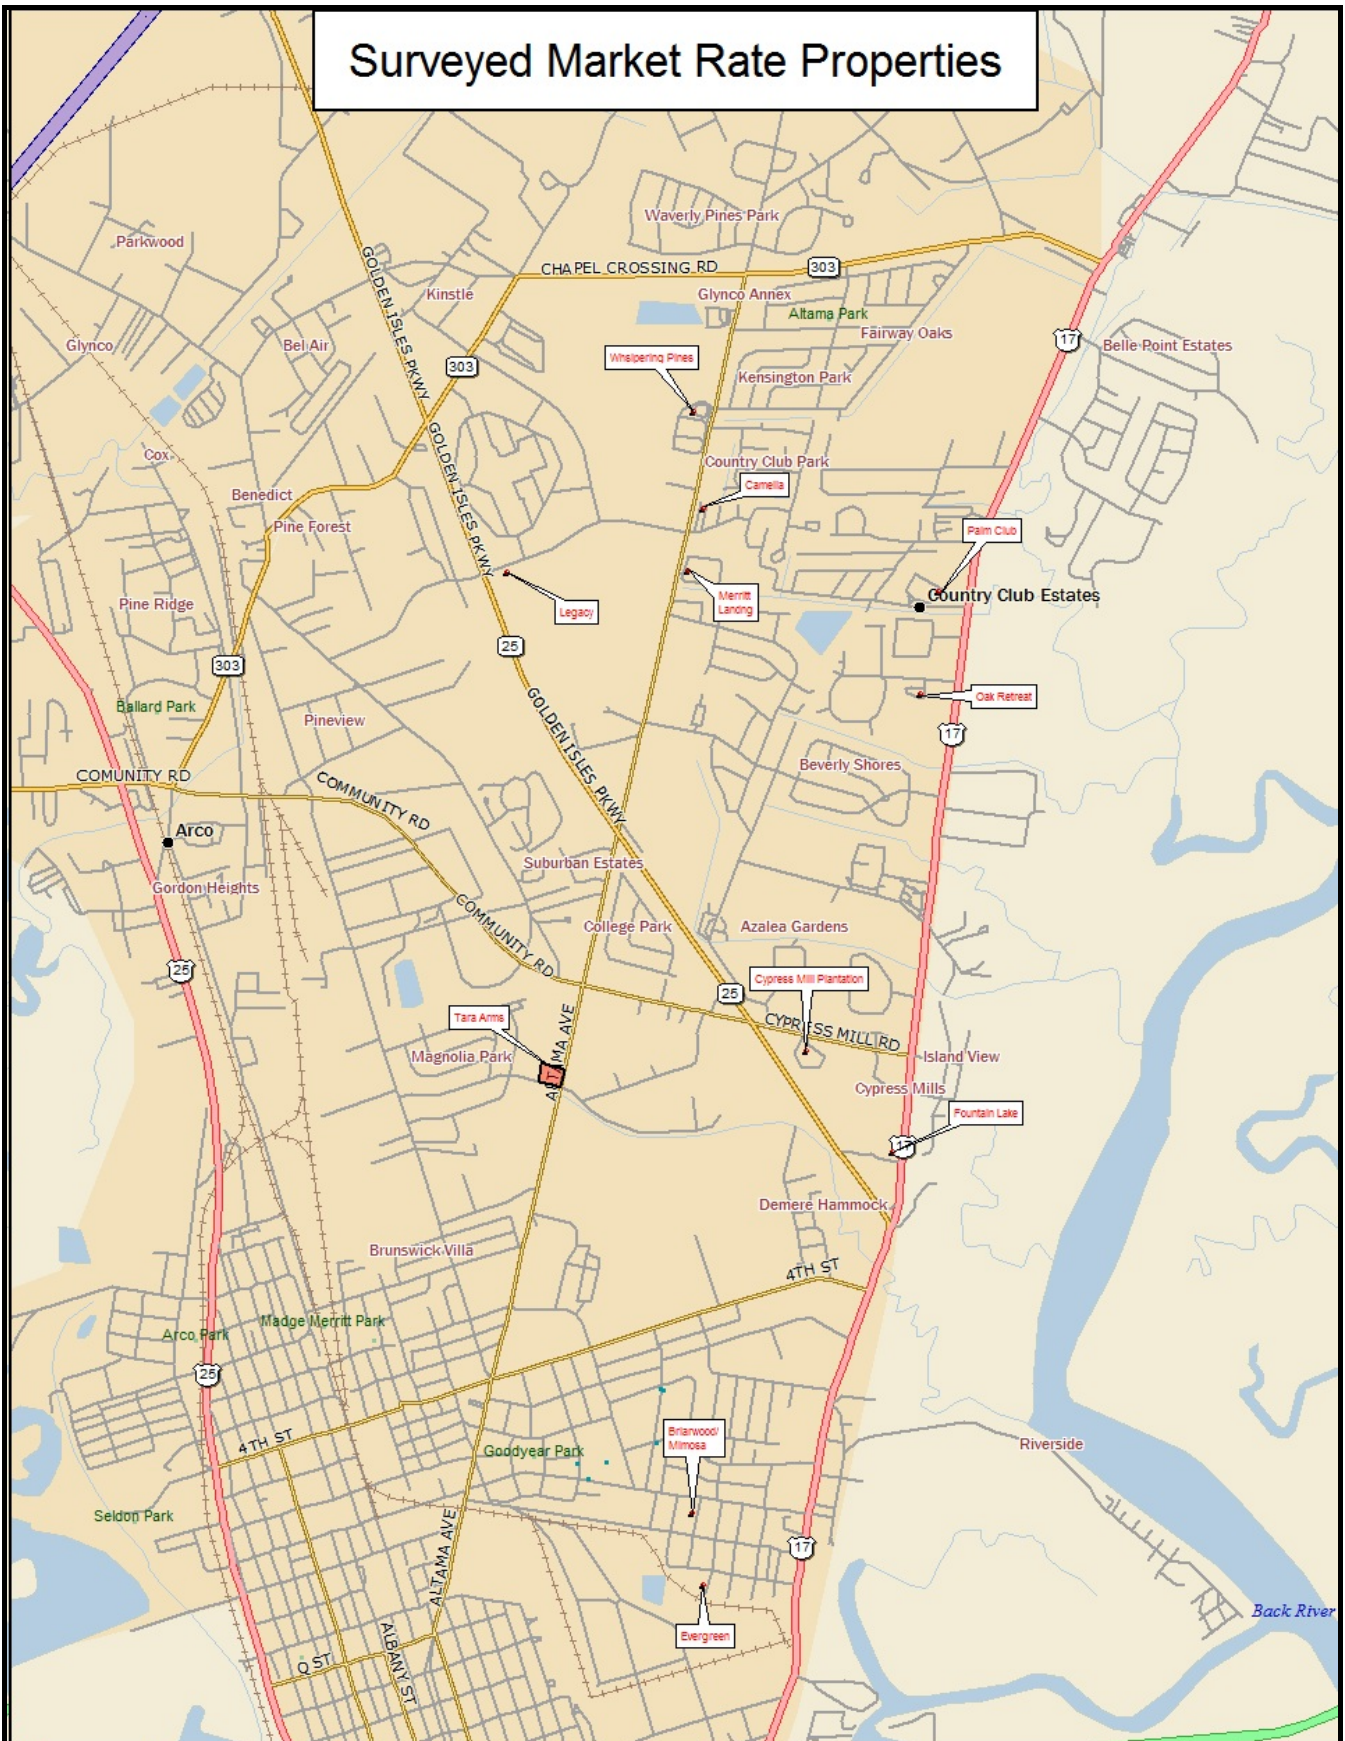 Surveyed Market Rate Properties
Waverly Pines Park
Parkwood
CHAPEL CROSSING RD
303
GOLDEN ISLES PKWY
Kinstle
Glynco Annex
Altama Park
Fairway Oaks
17
Glynco
Bel Air
Belle Point Estates
Whsipering Pines
303
Kensington Park
GOLDEN ISLES PKWY
Cox
Country Club Park
Benedict
Camellia
Pine Forest
Palm Club
Country Club Estates
Pine Ridge
Legacy
Merritt
Landng
25
303
Oak Retreat
Ballard Park
Pineview
17
GOLDEN ISLES PKWY
Beverly Shores
COMUNITY RD
COMMUNITY RD
Arco
Suburban Estates
Gordon Heights
COMMUNITY RD
College Park
Azalea Gardens
25
Cypress Mill Plantation
25
Tara Arms
ALTAMA AVE
CYPRESS MILL RD
Magnolia Park
Island View
Cypress Mills
Fountain Lake
17
Demere Hammock
Brunswick Villa
4TH ST
Madge Merritt Park
Arco Park
25
Briarwood/
Mimosa
4TH ST
Goodyear Park
Riverside
Seldon Park
ALTAMA AVE
17
Back River
Evergreen
Q ST
ALBANY ST